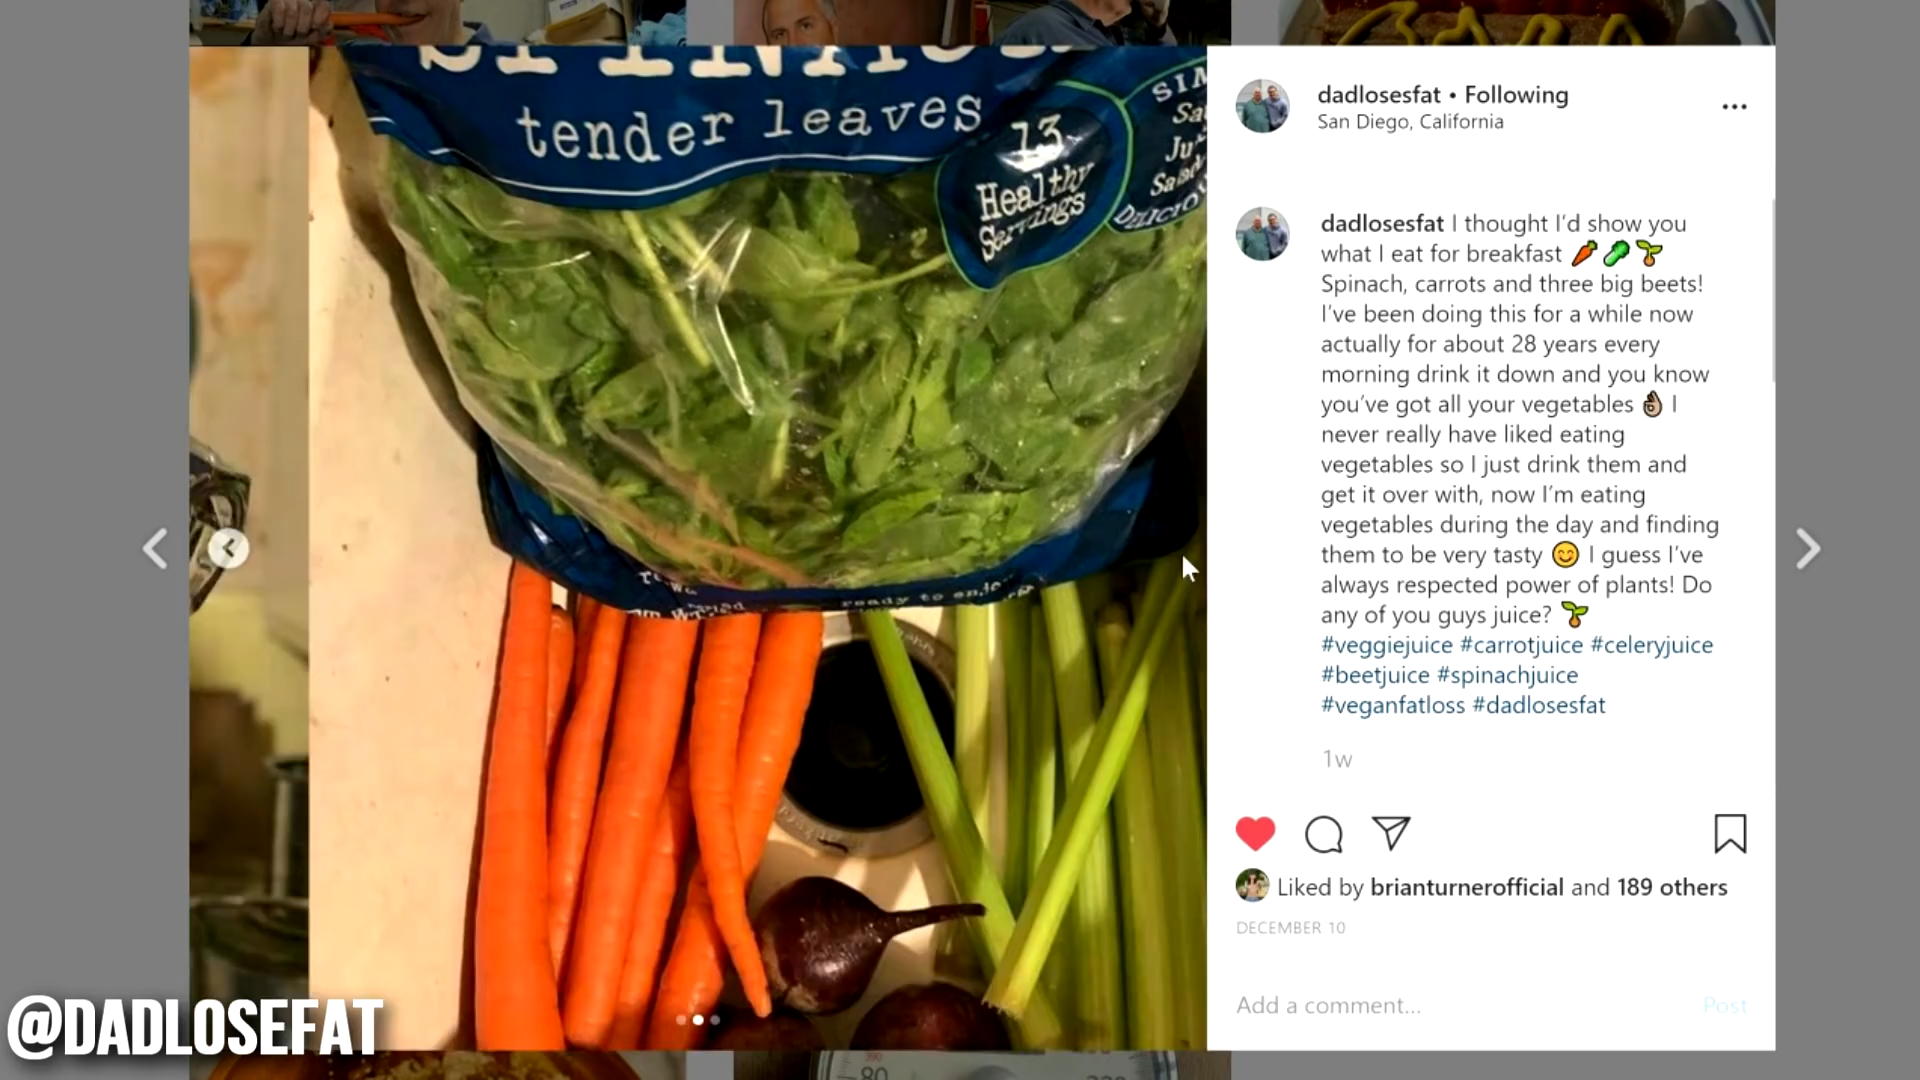 tender leaves
13
Healthy
Servings
dadlosesfat • Following
San Diego, California
dadlosesfat I thought I'd show you
what I eat for breakfast 🥕🥒🌱
Spinach, carrots and three big beets!
I've been doing this for a while now
actually for about 28 years every
morning drink it down and you know
you've got all your vegetables 👌🏼 I
never really have liked eating
vegetables so I just drink them and
get it over with, now I'm eating
vegetables during the day and finding
them to be very tasty 😊 I guess I've
always respected power of plants! Do
any of you guys juice? 🌱
#veggiejuice #carrotjuice #celeryjuice
#beetjuice #spinachjuice
#veganfatloss #dadlosesfat
1w
Liked by brianturnerofficial and 189 others
DECEMBER 10
Add a comment...
Post
ready to enjoy
@DADLOSEFAT
80